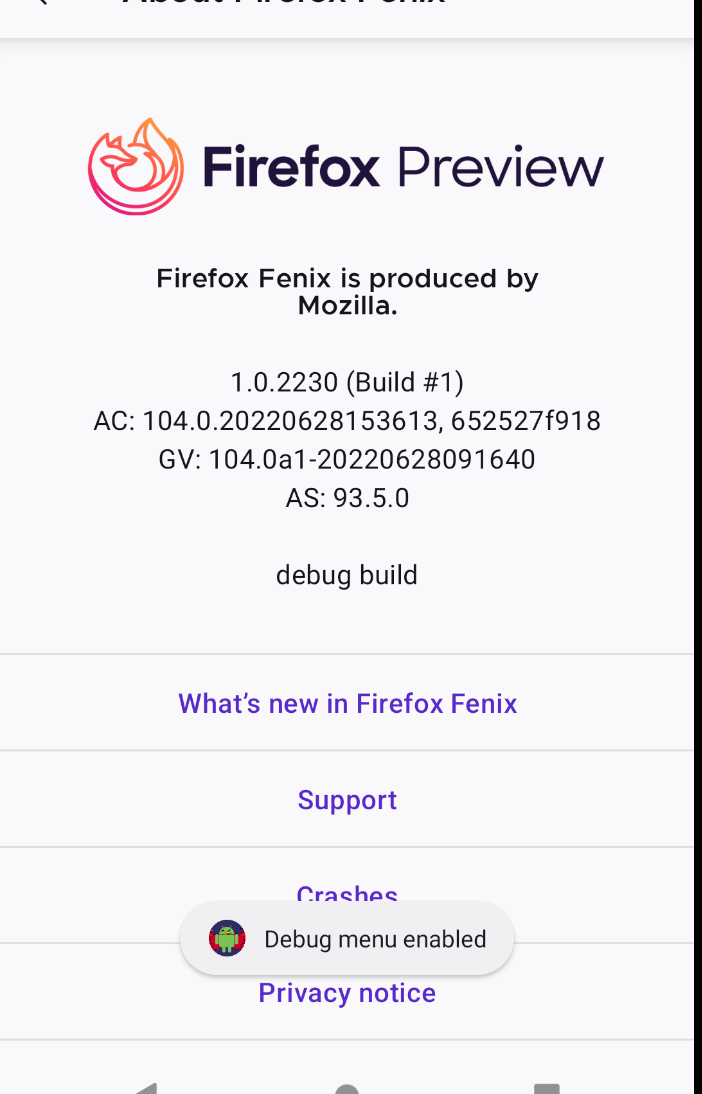 About Firefox Fenix
Firefox Preview
Firefox Fenix is produced by
Mozilla.
1.0.2230 (Build #1)
AC: 104.0.20220628153613, 652527f918
GV: 104.0a1-20220628091640
AS: 93.5.0
debug build
What’s new in Firefox Fenix
Support
Crashes
Debug menu enabled
Privacy notice